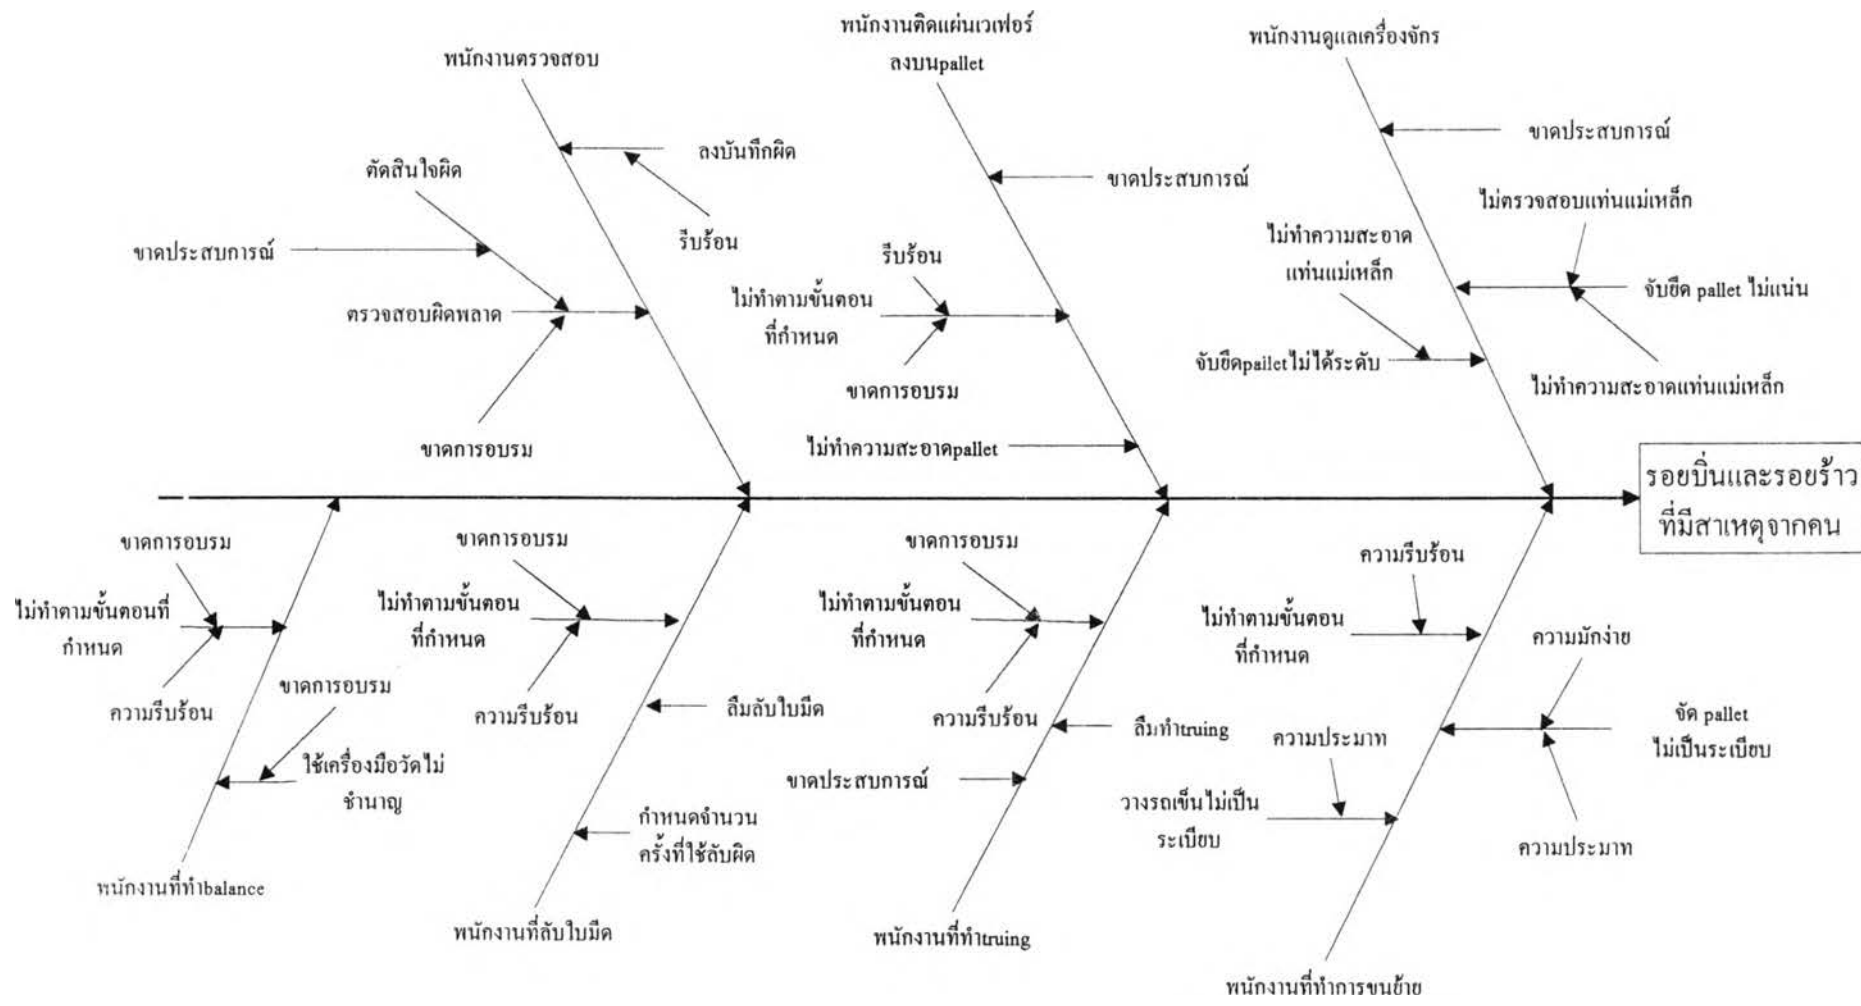 พนักงานตรวจสอบ
พนักงานติดแผ่นเวเฟอร์
ลงบนpallet
พนักงานดูแลเครื่องจักร
ลงบันทึกผิด
รีบร้อน
ตัดสินใจผิด
ขาดประสบการณ์
ตรวจสอบผิดพลาด
ขาดการอบรม
ขาดประสบการณ์
รีบร้อน
ไม่ทำตามขั้นตอน
ที่กำหนด
ขาดการอบรม
ไม่ทำความสะอาดpallet
ขาดประสบการณ์
ไม่ตรวจสอบแท่นแม่เหล็ก
ไม่ทำความสะอาด
แท่นแม่เหล็ก
จับยึด pallet ไม่แน่น
จับยึดpalletไม่ได้ระดับ
ไม่ทำความสะอาดแท่นแม่เหล็ก
รอยบิ่นและรอยร้าว
ที่มีสาเหตุจากคน
ขาดการอบรม
ไม่ทำตามขั้นตอนที่
กำหนด
ความรีบร้อน
ขาดการอบรม
ใช้เครื่องมือวัดไม่
ชำนาญ
พนักงานที่ทำbalance
ขาดการอบรม
ไม่ทำตามขั้นตอน
ที่กำหนด
ความรีบร้อน
ลืมลับใบมีด
กำหนดจำนวน
ครั้งที่ใช้ลับผิด
พนักงานที่ลับใบมีด
ขาดการอบรม
ไม่ทำตามขั้นตอน
ที่กำหนด
ความรีบร้อน
ลืมทำtruing
ขาดประสบการณ์
พนักงานที่ทำtruing
ความรีบร้อน
ไม่ทำตามขั้นตอน
ที่กำหนด
ความมักง่าย
จัด pallet
ไม่เป็นระเบียบ
ความประมาท
วางรถเข็นไม่เป็น
ระเบียบ
ความประมาท
พนักงานที่ทำการขนย้าย